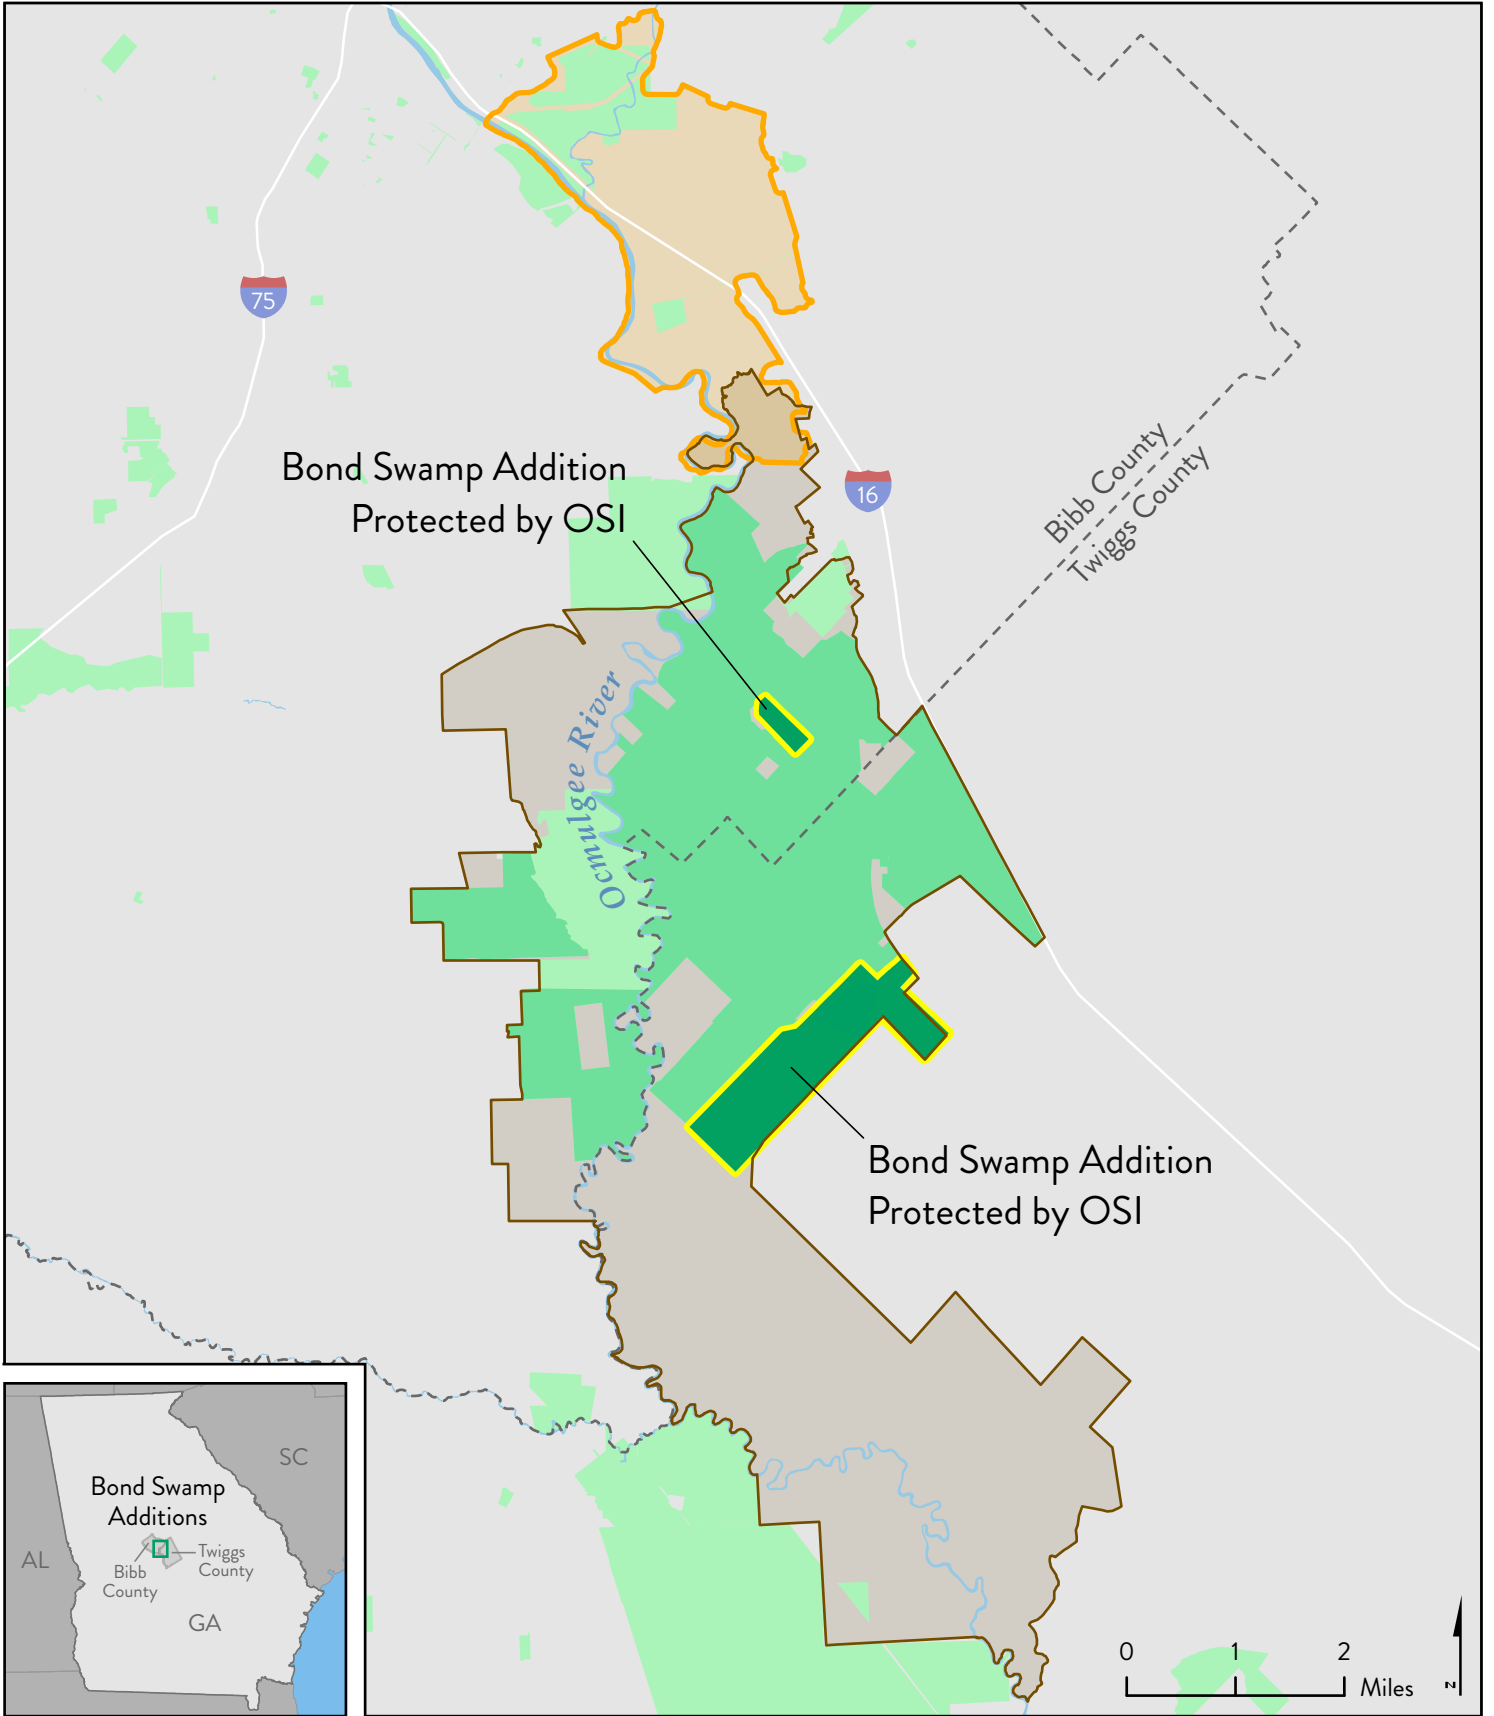 75
Bond Swamp Addition
Protected by OSI
16
Bibb County
Twiggs County
Ocmulgee River
Bond Swamp Addition
Protected by OSI
SC
Bond Swamp
Additions
AL
Bibb
County
Twiggs
County
GA
0 1 2
Miles
N